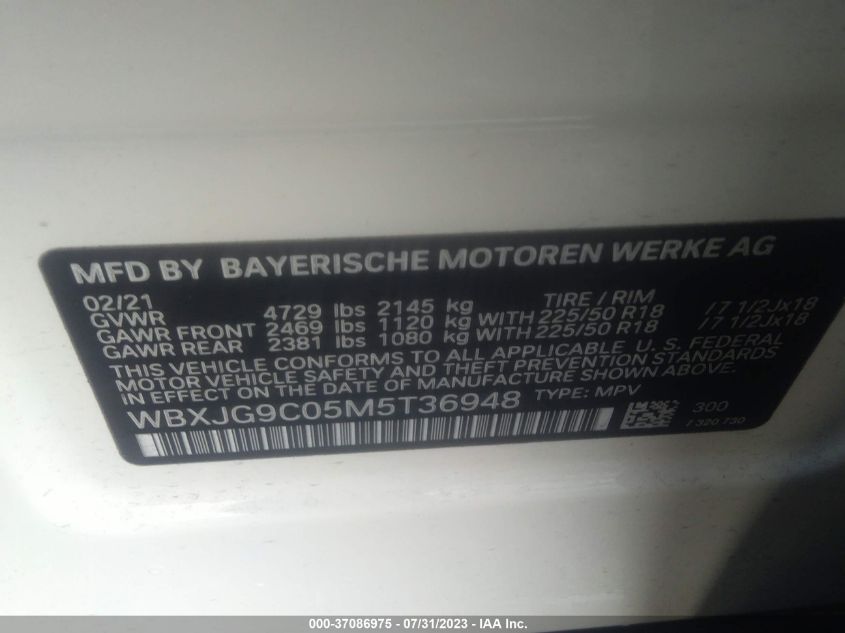 MFD BY BAYERISCHE MOTOREN WERKE AG
02/21 TIRE / RIM
GVWR 4729 lbs 2145 kg
GAWR FRONT 2469 lbs 1120 kg WITH 225/50 R18 / 7 1/2Jx18
GAWR REAR 2381 lbs 1080 kg WITH 225/50 R18 / 7 1/2Jx18
THIS VEHICLE CONFORMS TO ALL APPLICABLE U. S. FEDERAL
MOTOR VEHICLE SAFETY AND THEFT PREVENTION STANDARDS
IN EFFECT ON THE DATE OF MANUFACTURE SHOWN ABOVE.
WBXJG9C05M5T36948 TYPE: MPV
300
/ 320 730
000-37086975 / 07/31/2023 - IAA Inc.